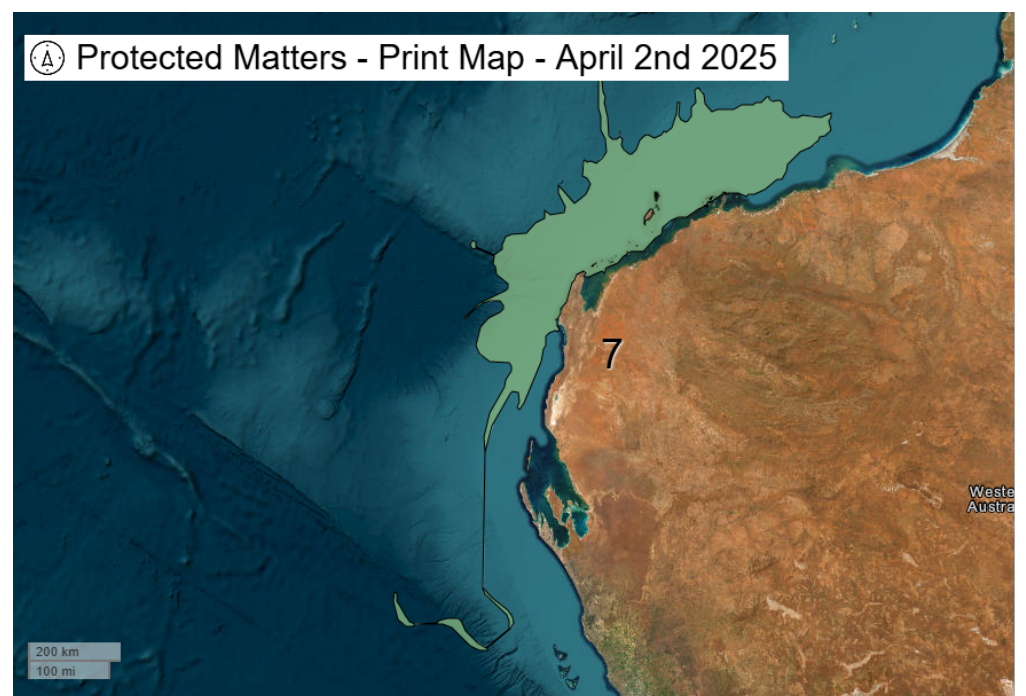 Protected Matters - Print Map - April 2nd 2025
7
Weste
Austra
200 km
100 mi